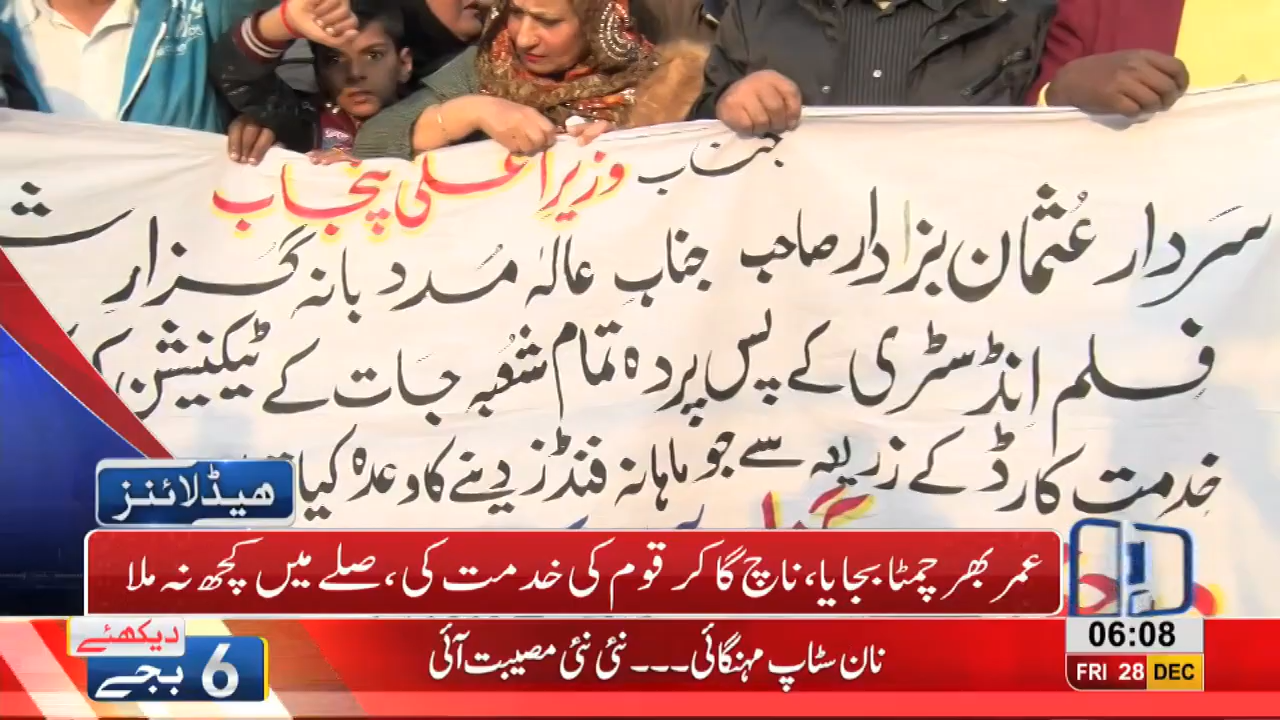 جناب وزیراعلیٰ پنجاب
سردار عثمان بزدار صاحب جناب عالیٰ مددبانہ گزارش
فلم انڈسٹری کے پس پردہ تمام شعبہ جات کے ٹیکنیشن
خدمت کارڈ کے زریعہ سے جو ماہانہ فنڈز دینے کا وعدہ کیا
ھیڈلائنز
عمر بھر چمٹا بجایا، ناچ گا کر قوم کی خدمت کی، صلے میں کچھ نہ ملا
06:08
FRI 28 DEC
دیکھئے
6 بجے
نان سٹاپ مہنگائی۔۔۔ نئی نئی مصیبت آئی